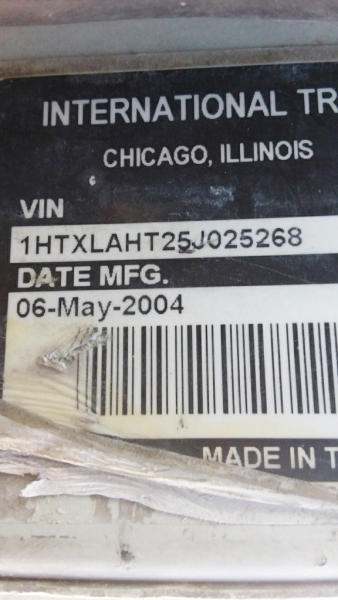 INTERNATIONAL TR
CHICAGO, ILLINOIS
VIN
1HTXLAHT25J025268
DATE MFG.
06-May-2004
MADE IN T